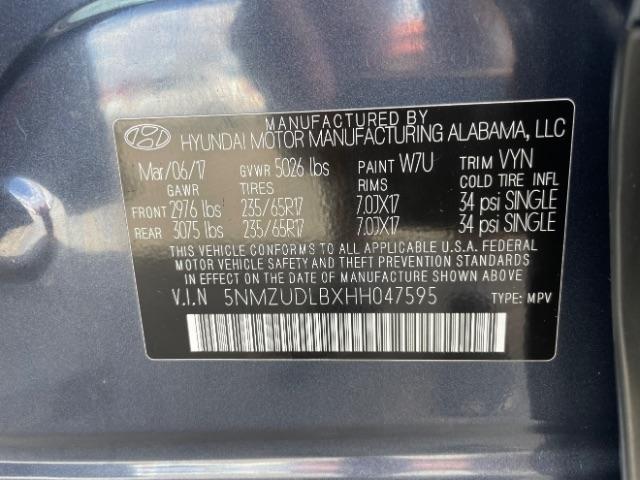 MANUFACTURED BY
HYUNDAI MOTOR MANUFACTURING ALABAMA, LLC
Mar/06/17 GVWR 5026 lbs PAINT W7U TRIM VYN
GAWR TIRES RIMS COLD TIRE INFL
FRONT 2976 lbs 235/65R17 7.0JX17 34 psi SINGLE
REAR 3075 lbs 235/65R17 7.0JX17 34 psi SINGLE
THIS VEHICLE CONFORMS TO ALL APPLICABLE U.S.A. FEDERAL
MOTOR VEHICLE SAFETY AND THEFT PREVENTION STANDARDS
IN EFFECT ON THE DATE OF MANUFACTURE SHOWN ABOVE.
V.I.N 5NMZUDLBXHH047595 TYPE: MPV